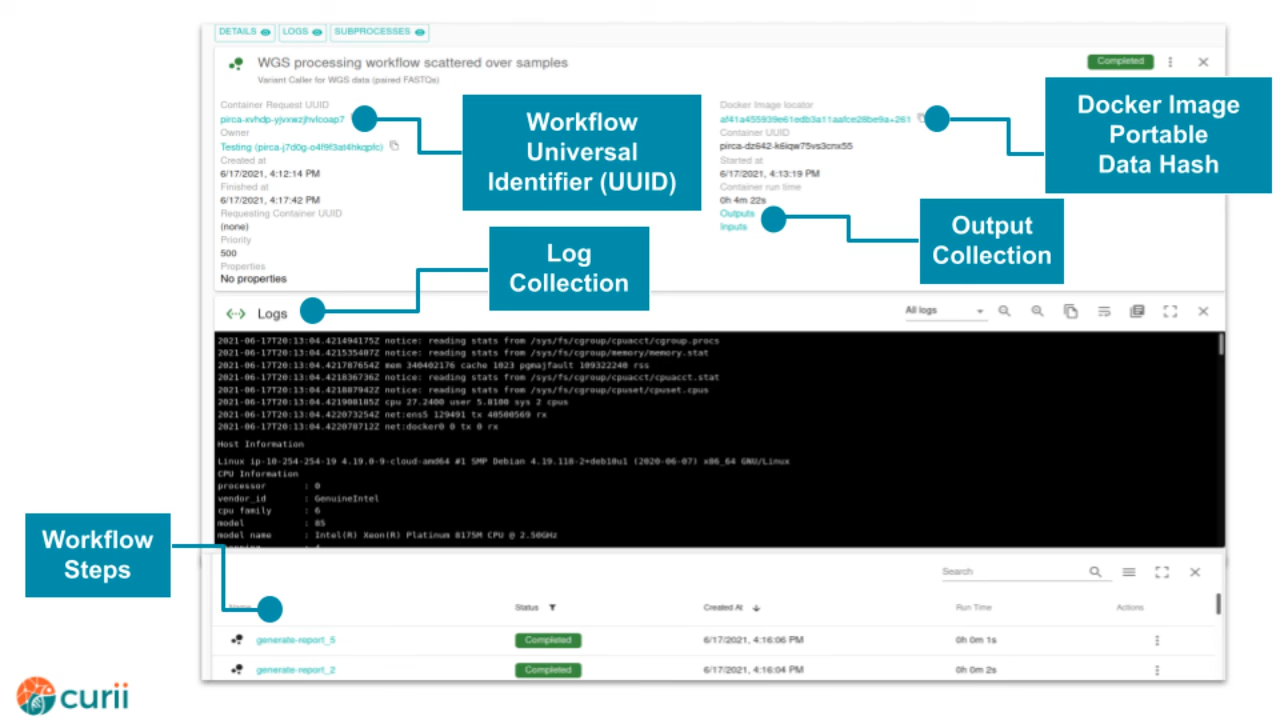 DETAILS
LOGS
SUBPROCESSES
WGS processing workflow scattered over samples
Completed
Variant Caller for WGS data (paired FASTQs)
Container Request UUID
pirca-xvhdp-yjvxwzjhvlcoap7
Owner
Testing (pirca-j7d0g-o4f9f3at4hkqpfc)
Created at
6/17/2021, 4:12:14 PM
Finished at
6/17/2021, 4:17:42 PM
Requesting Container UUID
(none)
Priority
500
Properties
No properties
Workflow
Universal
Identifier (UUID)
Docker Image locator
af41a455939e61edb3a11aafce28be9a+261
Container UUID
pirca-dz642-k6iqw75vs3cnx55
Started at
6/17/2021, 4:13:19 PM
Container run time
0h 4m 22s
Outputs
Inputs
Docker Image
Portable
Data Hash
Output
Collection
Log
Collection
Logs
All logs
2021-06-17T20:13:04.421494175Z notice: reading stats from /sys/fs/cgroup/cpuacct/cgroup.procs
2021-06-17T20:13:04.421535487Z notice: reading stats from /sys/fs/cgroup/memory/memory.stat
2021-06-17T20:13:04.421787654Z mem 340402176 cache 1023 pgmajfault 109322240 rss
2021-06-17T20:13:04.421836736Z notice: reading stats from /sys/fs/cgroup/cpuacct/cpuacct.stat
2021-06-17T20:13:04.421887942Z notice: reading stats from /sys/fs/cgroup/cpuset/cpuset.cpus
2021-06-17T20:13:04.421908185Z cpu 27.2400 user 5.8100 sys 2 cpus
2021-06-17T20:13:04.422073254Z net:ens5 129491 tx 40500569 rx
2021-06-17T20:13:04.422078712Z net:docker0 0 tx 0 rx
Host Information
Linux ip-10-254-254-19 4.19.0-9-cloud-amd64 #1 SMP Debian 4.19.118-2+deb10u1 (2020-06-07) x86_64 GNU/Linux
CPU Information
processor : 0
vendor_id : GenuineIntel
cpu family : 6
model : 85
model name : Intel(R) Xeon(R) Platinum 8175M CPU @ 2.50GHz
Workflow
Steps
Search
Status
Created At
Run Time
Actions
generate-report_5
Completed
6/17/2021, 4:16:06 PM
0h 0m 1s
generate-report_2
Completed
6/17/2021, 4:16:04 PM
0h 0m 2s
curii